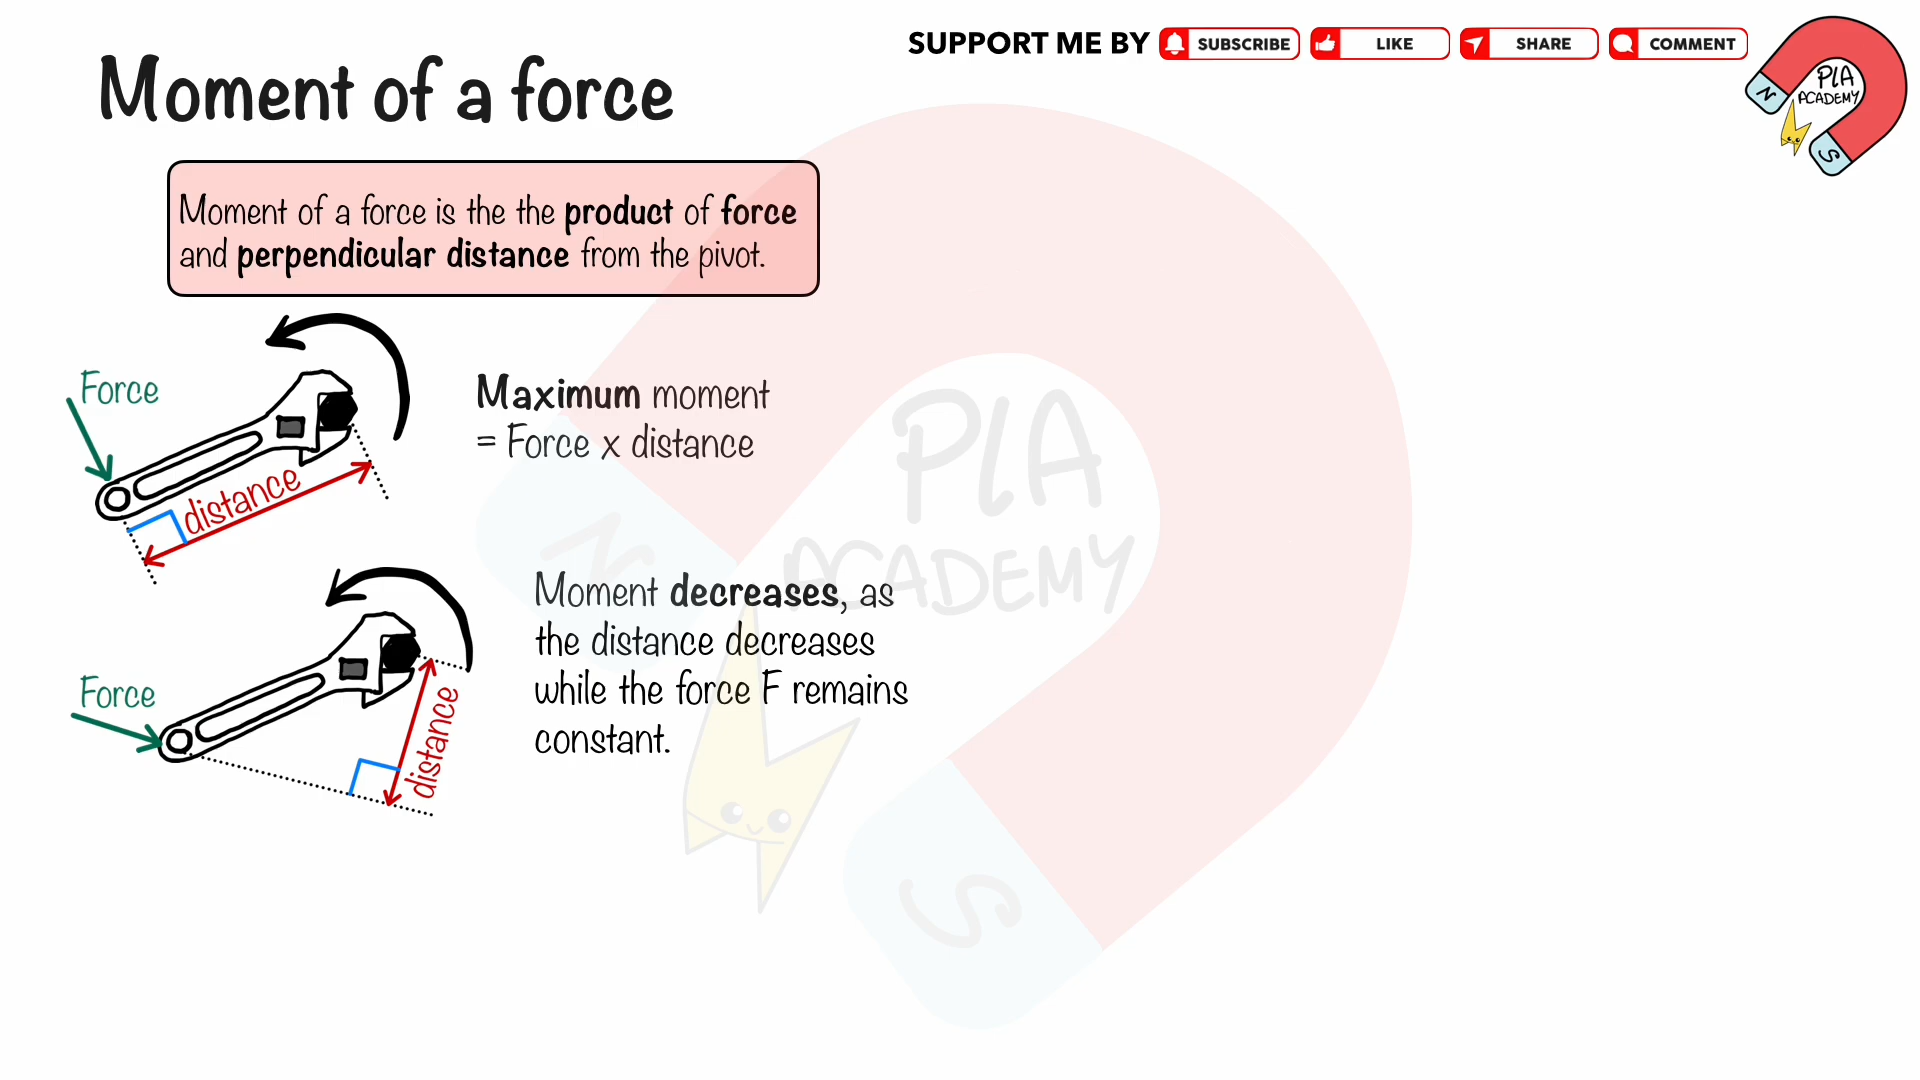 SUPPORT ME BY
SUBSCRIBE
LIKE
SHARE
COMMENT
PLA
ACADEMY
N
S
Moment of a force
Moment of a force is the the product of force
and perpendicular distance from the pivot.
Force
distance
Maximum moment
= Force x distance
Force
distance
Moment decreases, as
the distance decreases
while the force F remains
constant.
PLA
ACADEMY
N
S